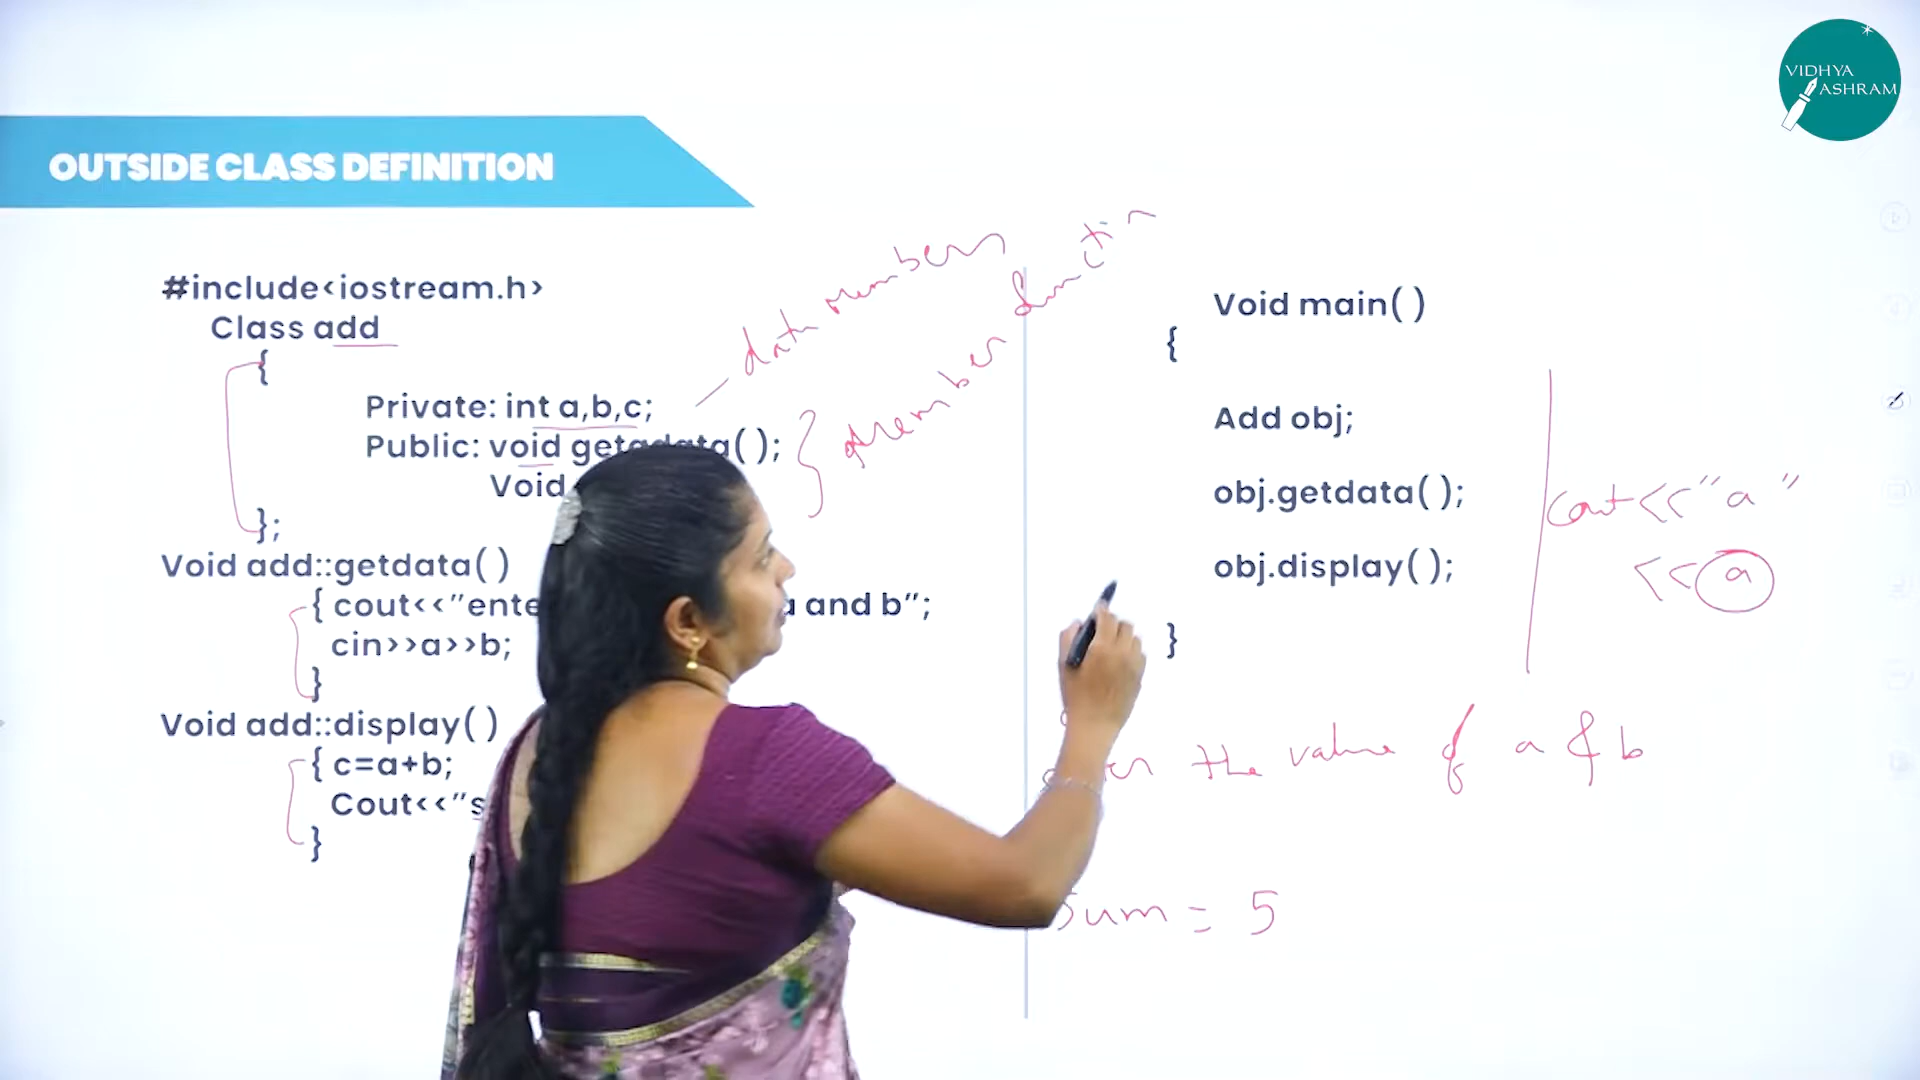 VIDHYA
ASHRAM
OUTSIDE CLASS DEFINITION
#include<iostream.h>
Class add
{
Private: int a,b,c;
Public: void getadata( );
Void
};
Void add::getdata( )
{ cout<<"ente and b";
cin>>a>>b;
}
Void add::display( )
{ c=a+b;
Cout<<"s
}
data members
member function
Void main( )
{
Add obj;
obj.getdata( );
obj.display( );
}
cout<<"a"
<<a
the value of a & b
Sum = 5